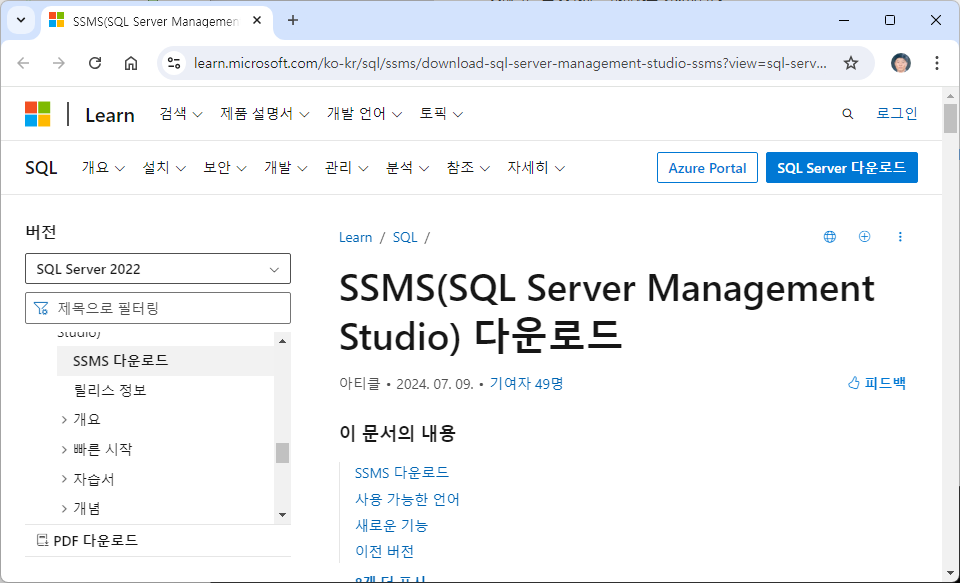 SSMS(SQL Server Managemen
learn.microsoft.com/ko-kr/sql/ssms/download-sql-server-management-studio-ssms?view=sql-serv...
Learn 검색 제품 설명서 개발 언어 토픽 로그인
SQL 개요 설치 보안 개발 관리 분석 참조 자세히 Azure Portal SQL Server 다운로드
버전
SQL Server 2022
제목으로 필터링
Studio)
SSMS 다운로드
릴리스 정보
개요
빠른 시작
자습서
개념
PDF 다운로드
Learn / SQL /
SSMS(SQL Server Management
Studio) 다운로드
아티클 • 2024. 07. 09. • 기여자 49명
피드백
이 문서의 내용
SSMS 다운로드
사용 가능한 언어
새로운 기능
이전 버전
8개 더 표시